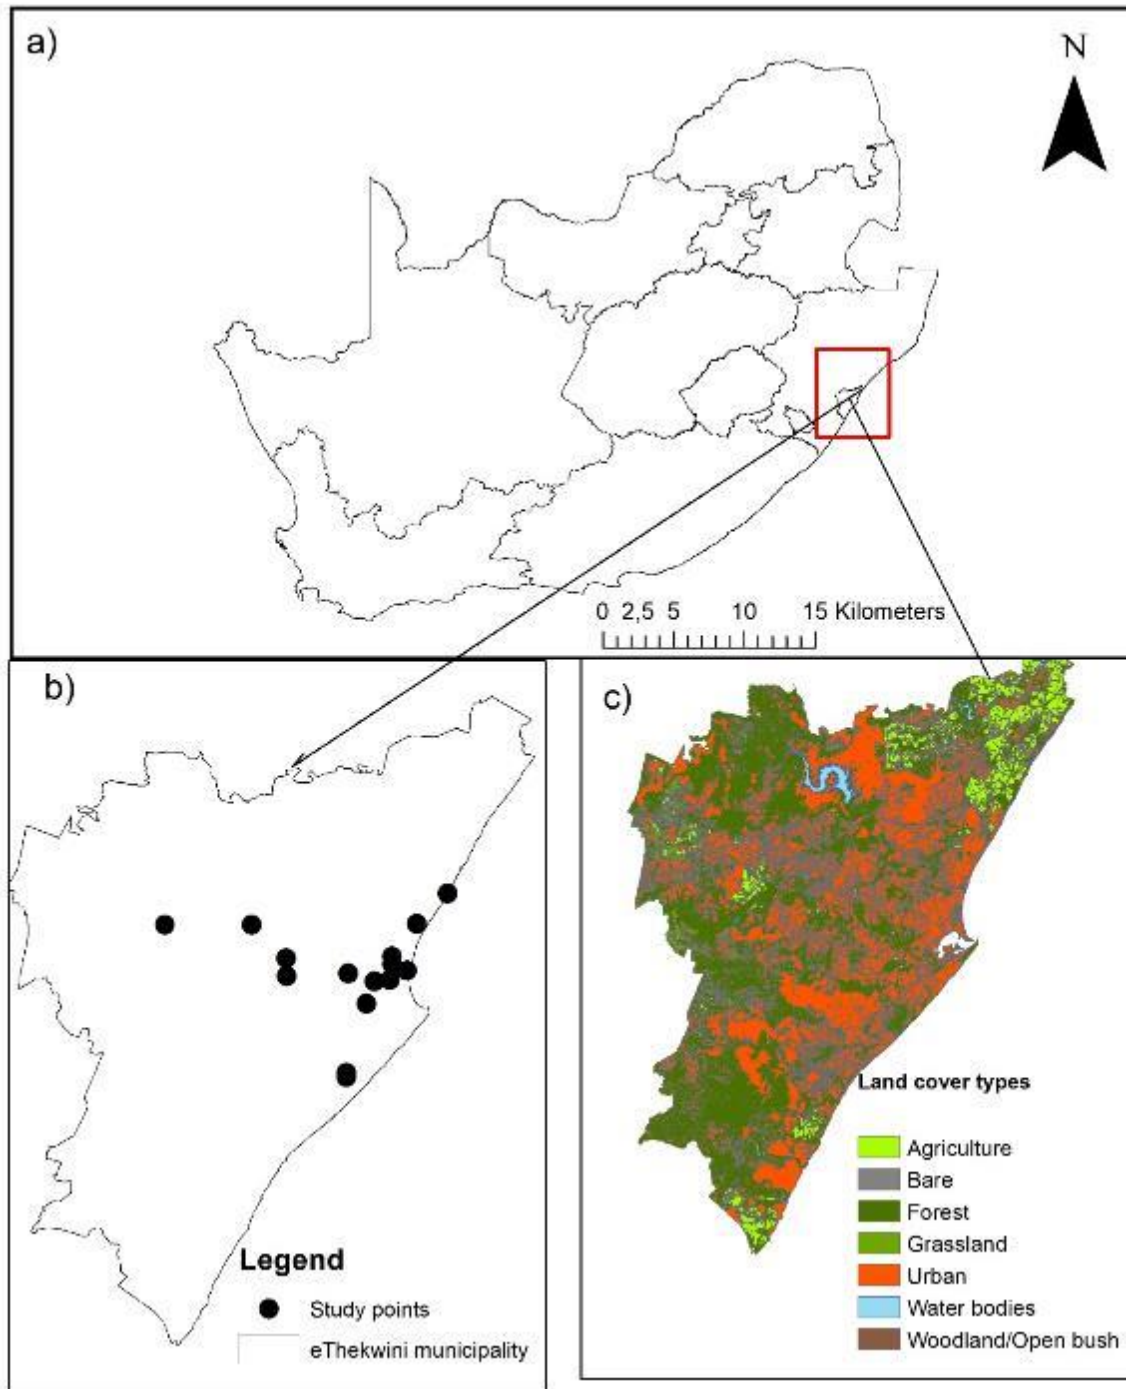 a)
N
0 2,5 5 10 15 Kilometers
b)
c)
Legend
Study points
eThekwini municipality
Land cover types
Agriculture
Bare
Forest
Grassland
Urban
Water bodies
Woodland/Open bush